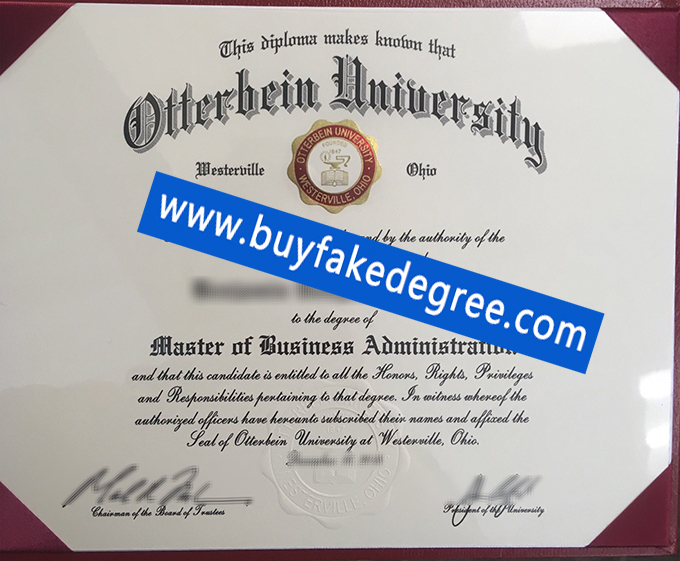 This diploma makes known that
Otterbein University
OTTERBEIN UNIVERSITY
FOUNDED
1847
WESTERVILLE, OHIO
Westerville Ohio
www.buyfakedegree.com
and by the authority of the
to the degree of
Master of Business Administration
and that this candidate is entitled to all the Honors, Rights, Privileges
and Responsibilities pertaining to that degree. In witness whereof the
authorized officers have hereunto subscribed their names and affixed the
Seal of Otterbein University at Westerville, Ohio.
WESTERVILLE, OHIO
Chairman of the Board of Trustees President of the University